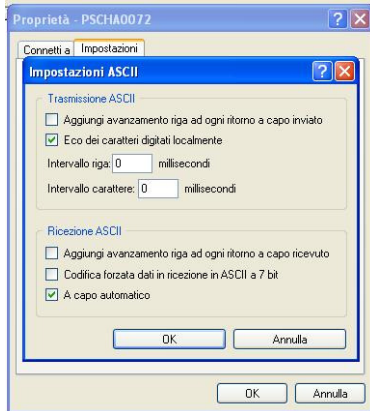 Proprietà - PSCHA0072
Connetti a Impostazioni
Impostazioni ASCII
Trasmissione ASCII
Aggiungi avanzamento riga ad ogni ritorno a capo inviato
Eco dei caratteri digitati localmente
Intervallo riga: 0 millisecondi
Intervallo carattere: 0 millisecondi
Ricezione ASCII
Aggiungi avanzamento riga ad ogni ritorno a capo ricevuto
Codifica forzata dati in ricezione in ASCII a 7 bit
A capo automatico
OK Annulla
OK Annulla